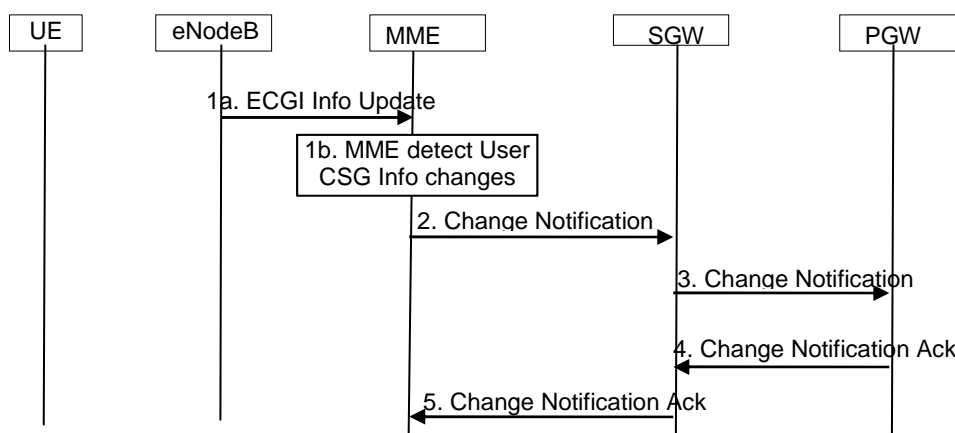 UE
eNodeB
MME
SGW
PGW
1a. ECGI Info Update
1b. MME detect User
CSG Info changes
2. Change Notification
3. Change Notification
4. Change Notification Ack
5. Change Notification Ack